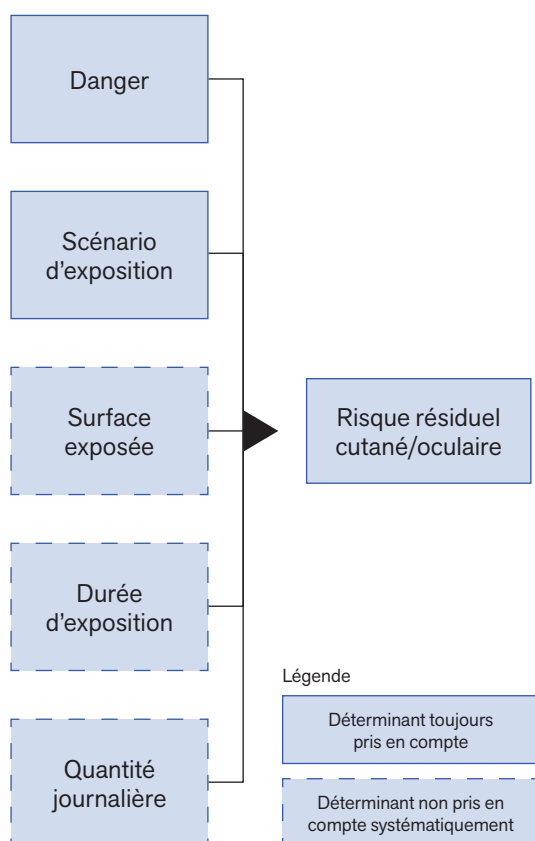 Danger
Scénario
d'exposition
Surface
exposée
Risque résiduel
cutané/oculaire
Durée
d'exposition
Quantité
journalière
Légende
Déterminant toujours
pris en compte
Déterminant non pris en
compte systématiquement